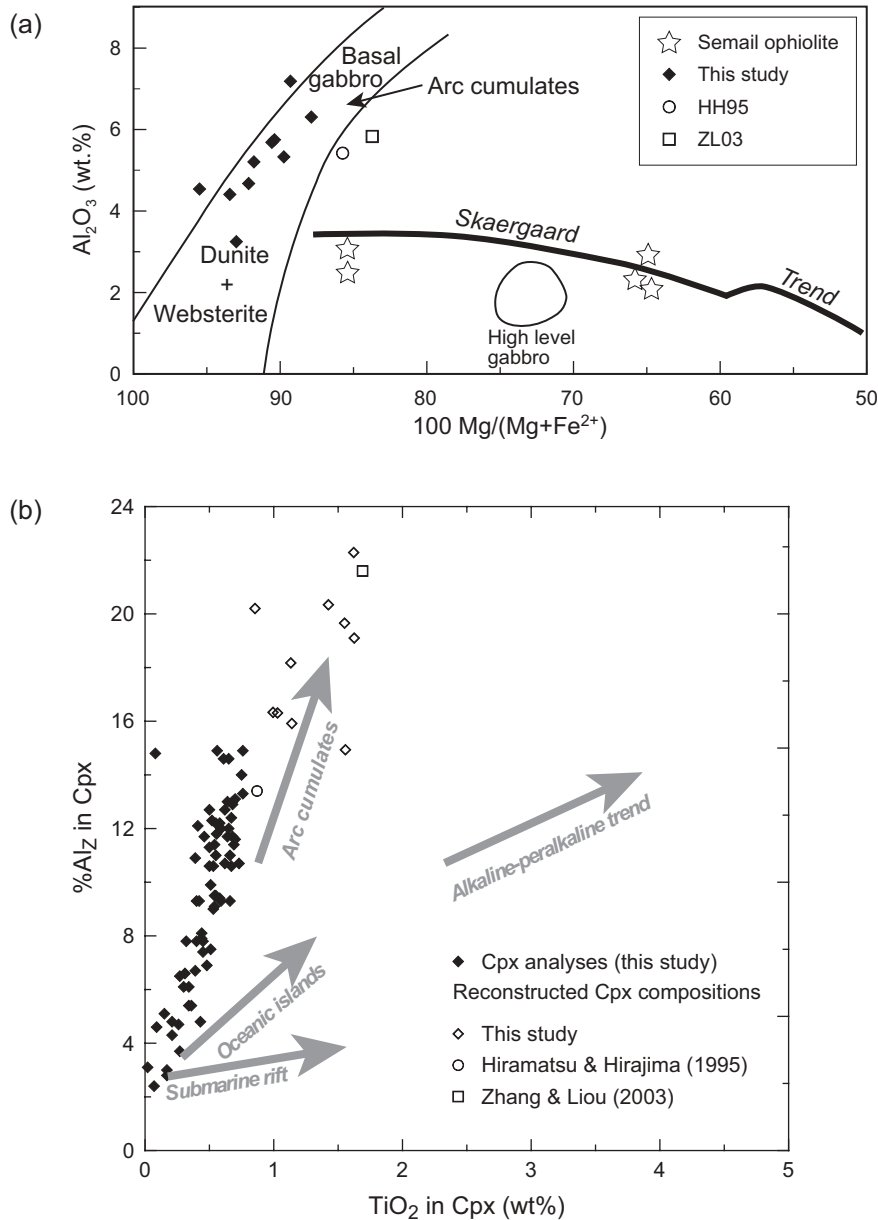 (a)
8
6
4
2
0
Al₂O₃ (wt.%)
100
90
80
70
60
50
100 Mg/(Mg+Fe²⁺)
Basal
gabbro
Arc cumulates
Dunite
+
Websterite
Skaergaard
Trend
High level
gabbro
Semail ophiolite
This study
HH95
ZL03
(b)
24
20
16
12
8
4
0
%Al_Z in Cpx
0
1
2
3
4
5
TiO₂ in Cpx (wt%)
Arc cumulates
Alkaline-peralkaline trend
Oceanic islands
Submarine rift
Cpx analyses (this study)
Reconstructed Cpx compositions
This study
Hiramatsu & Hirajima (1995)
Zhang & Liou (2003)